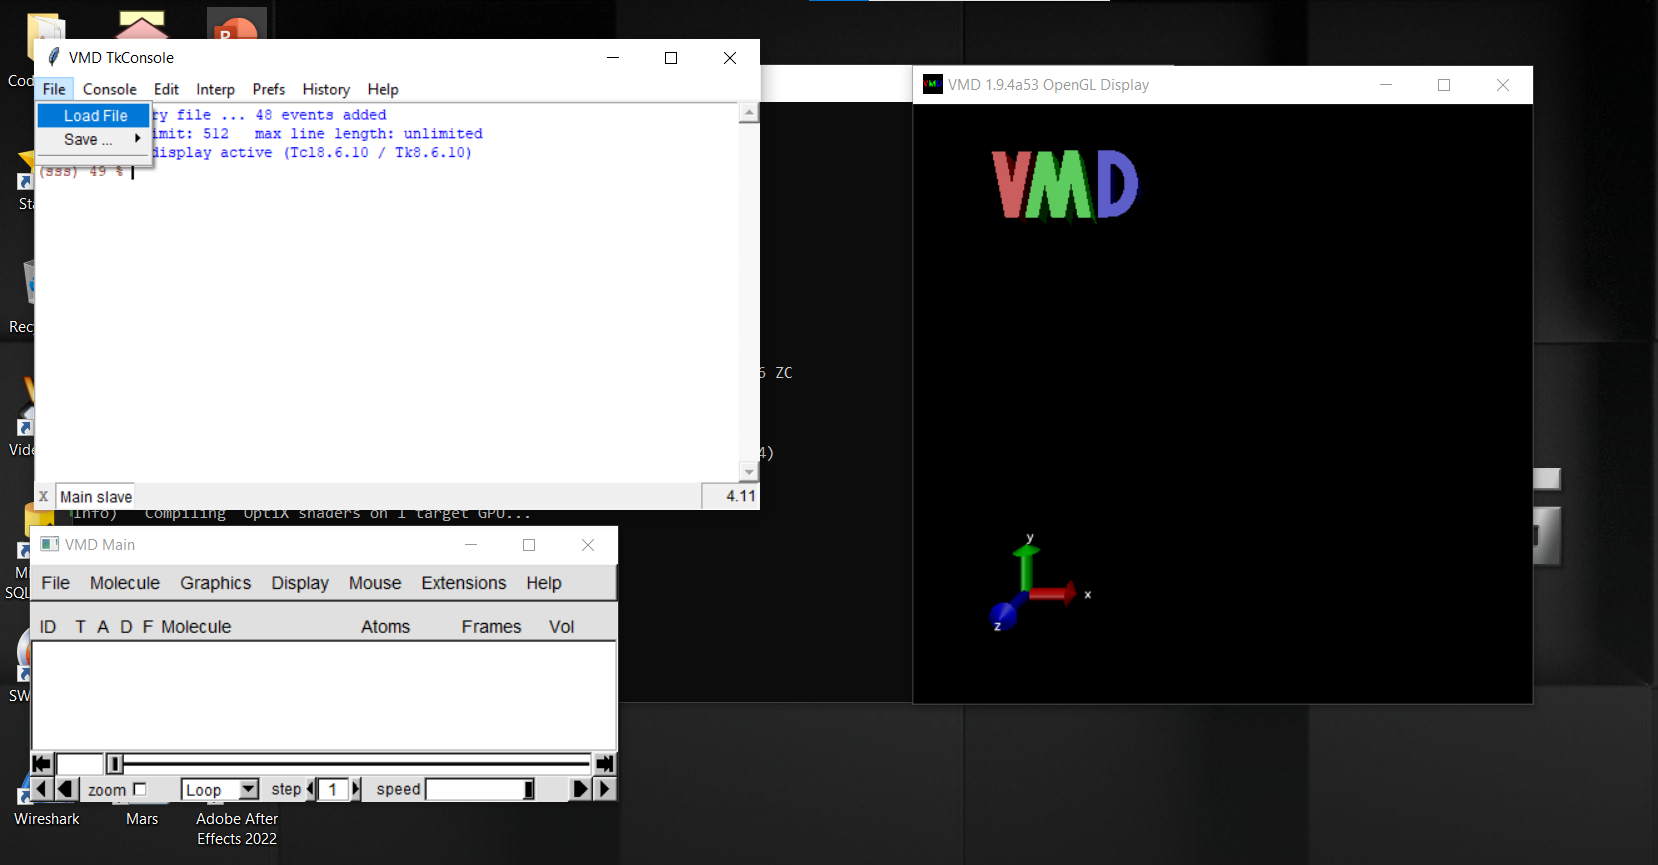 VMD TkConsole
File Console Edit Interp Prefs History Help
Load File
Save ...
ry file ... 48 events added
imit: 512 max line length: unlimited
display active (Tcl8.6.10 / Tk8.6.10)
(sss) 49 %
X Main slave 4.11
6 ZC
4)
Info) Compiling OptiX shaders on 1 target GPU...
VMD Main
File Molecule Graphics Display Mouse Extensions Help
ID T A D F Molecule Atoms Frames Vol
zoom Loop step 1 speed
VMD 1.9.4a53 OpenGL Display
VMD
y
x
z
Cod
Sta
Rec
Vide
Mi
SQL
SW
Wireshark
Mars
Adobe After
Effects 2022